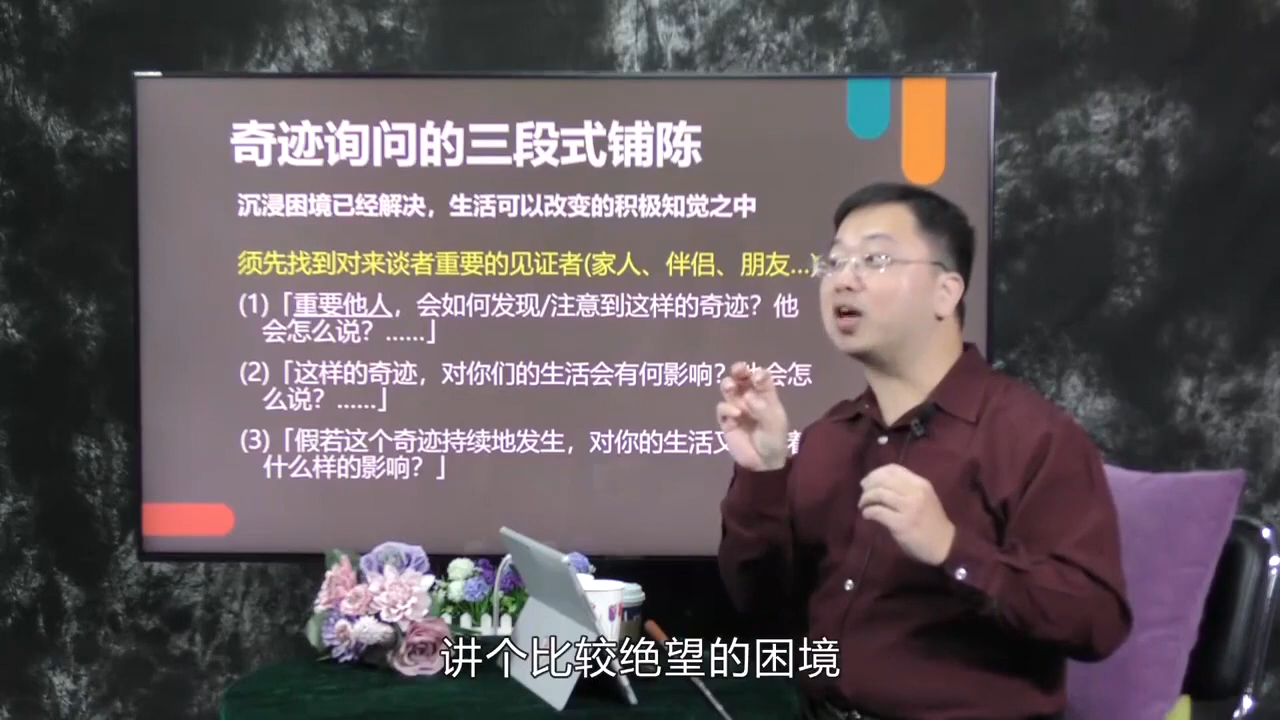 奇迹询问的三段式铺陈
沉浸困境已经解决，生活可以改变的积极知觉之中
须先找到对来谈者重要的见证者(家人、伴侣、朋友...)
(1)「重要他人，会如何发现/注意到这样的奇迹？他
会怎么说？……」
(2)「这样的奇迹，对你们的生活会有何影响？他会怎
么说？……」
(3)「假若这个奇迹持续地发生，对你的生活又
什么样的影响？」
讲个比较绝望的困境